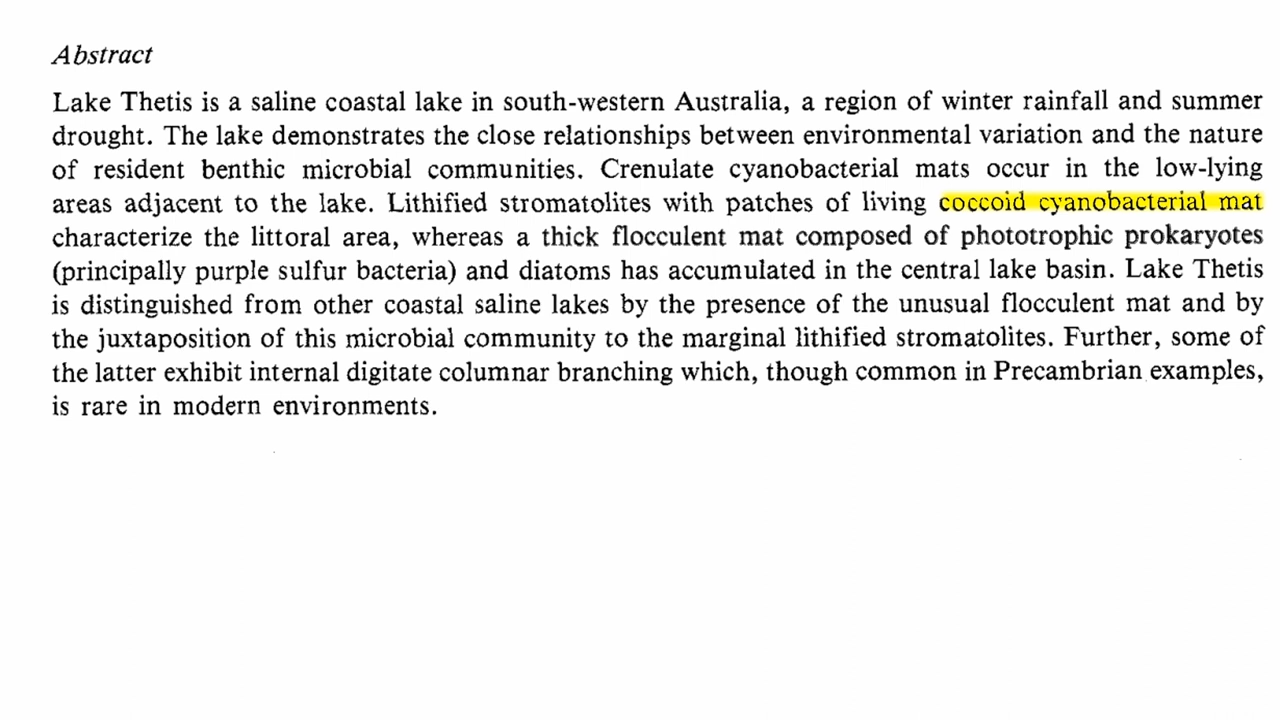 Abstract
Lake Thetis is a saline coastal lake in south-western Australia, a region of winter rainfall and summer
drought. The lake demonstrates the close relationships between environmental variation and the nature
of resident benthic microbial communities. Crenulate cyanobacterial mats occur in the low-lying
areas adjacent to the lake. Lithified stromatolites with patches of living coccoid cyanobacterial mat
characterize the littoral area, whereas a thick flocculent mat composed of phototrophic prokaryotes
(principally purple sulfur bacteria) and diatoms has accumulated in the central lake basin. Lake Thetis
is distinguished from other coastal saline lakes by the presence of the unusual flocculent mat and by
the juxtaposition of this microbial community to the marginal lithified stromatolites. Further, some of
the latter exhibit internal digitate columnar branching which, though common in Precambrian examples,
is rare in modern environments.